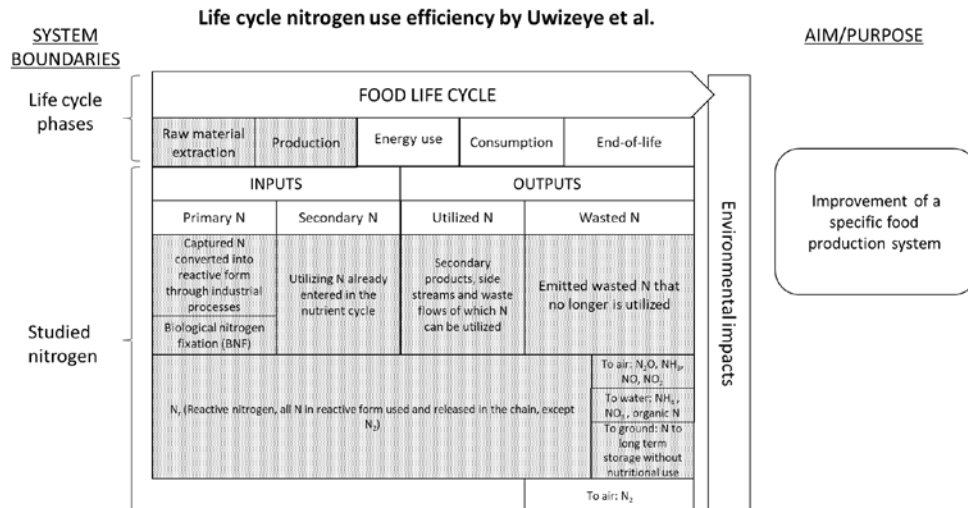 Life cycle nitrogen use efficiency by Uwizeye et al.
SYSTEM
BOUNDARIES
AIM/PURPOSE
Life cycle
phases
FOOD LIFE CYCLE
Raw material
extraction
Production
Energy use
Consumption
End-of-life
INPUTS
OUTPUTS
Primary N
Secondary N
Utilized N
Wasted N
Captured N
converted into
reactive form
through industrial
processes
Biological nitrogen
fixation (BNF)
Utilizing N already
entered in the
nutrient cycle
Secondary
products, side
streams and waste
flows of which N
can be utilized
Emitted wasted N that
no longer is utilized
Studied
nitrogen
Nr (Reactive nitrogen, all N in reactive form used and released in the chain, except
N2)
To air: N2O, NH3,
NO, NO2
To water: NH4,
NO3, organic N
To ground: N to
long term
storage without
nutritional use
To air: N2
Environmental impacts
Improvement of a
specific food
production system